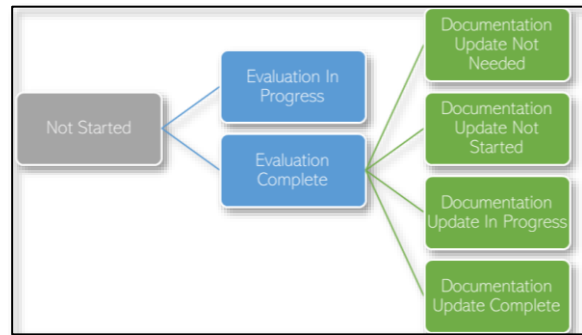 Not Started
Evaluation In
Progress
Evaluation
Complete
Documentation
Update Not
Needed
Documentation
Update Not
Started
Documentation
Update In Progress
Documentation
Update Complete